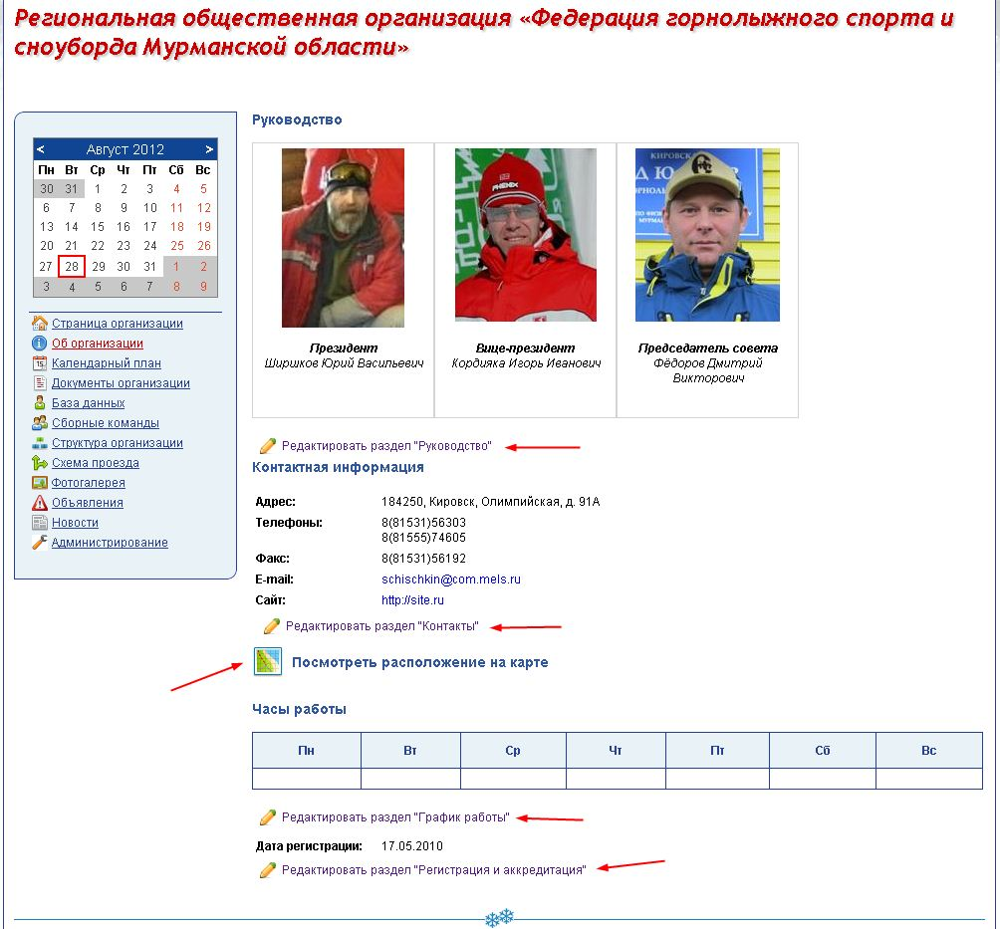 Региональная общественная организация «Федерация горнолыжного спорта и
сноуборда Мурманской области»
< Август 2012 >
Пн Вт Ср Чт Пт Сб Вс
30 31 1 2 3 4 5
6 7 8 9 10 11 12
13 14 15 16 17 18 19
20 21 22 23 24 25 26
27 28 29 30 31 1 2
3 4 5 6 7 8 9
Страница организации
Об организации
Календарный план
Документы организации
База данных
Сборные команды
Структура организации
Схема проезда
Фотогалерея
Объявления
Новости
Администрирование
Руководство
PHENIX
КИРОВСК
Президент
Ширшков Юрий Васильевич
Вице-президент
Кордияка Игорь Иванович
Председатель совета
Фёдоров Дмитрий
Викторович
Редактировать раздел "Руководство"
Контактная информация
Адрес: 184250, Кировск, Олимпийская, д. 91А
Телефоны: 8(81531)56303
8(81555)74605
Факс: 8(81531)56192
E-mail: schischkin@com.mels.ru
Сайт: http://site.ru
Редактировать раздел "Контакты"
Посмотреть расположение на карте
Часы работы
Пн Вт Ср Чт Пт Сб Вс
Редактировать раздел "График работы"
Дата регистрации: 17.05.2010
Редактировать раздел "Регистрация и аккредитация"